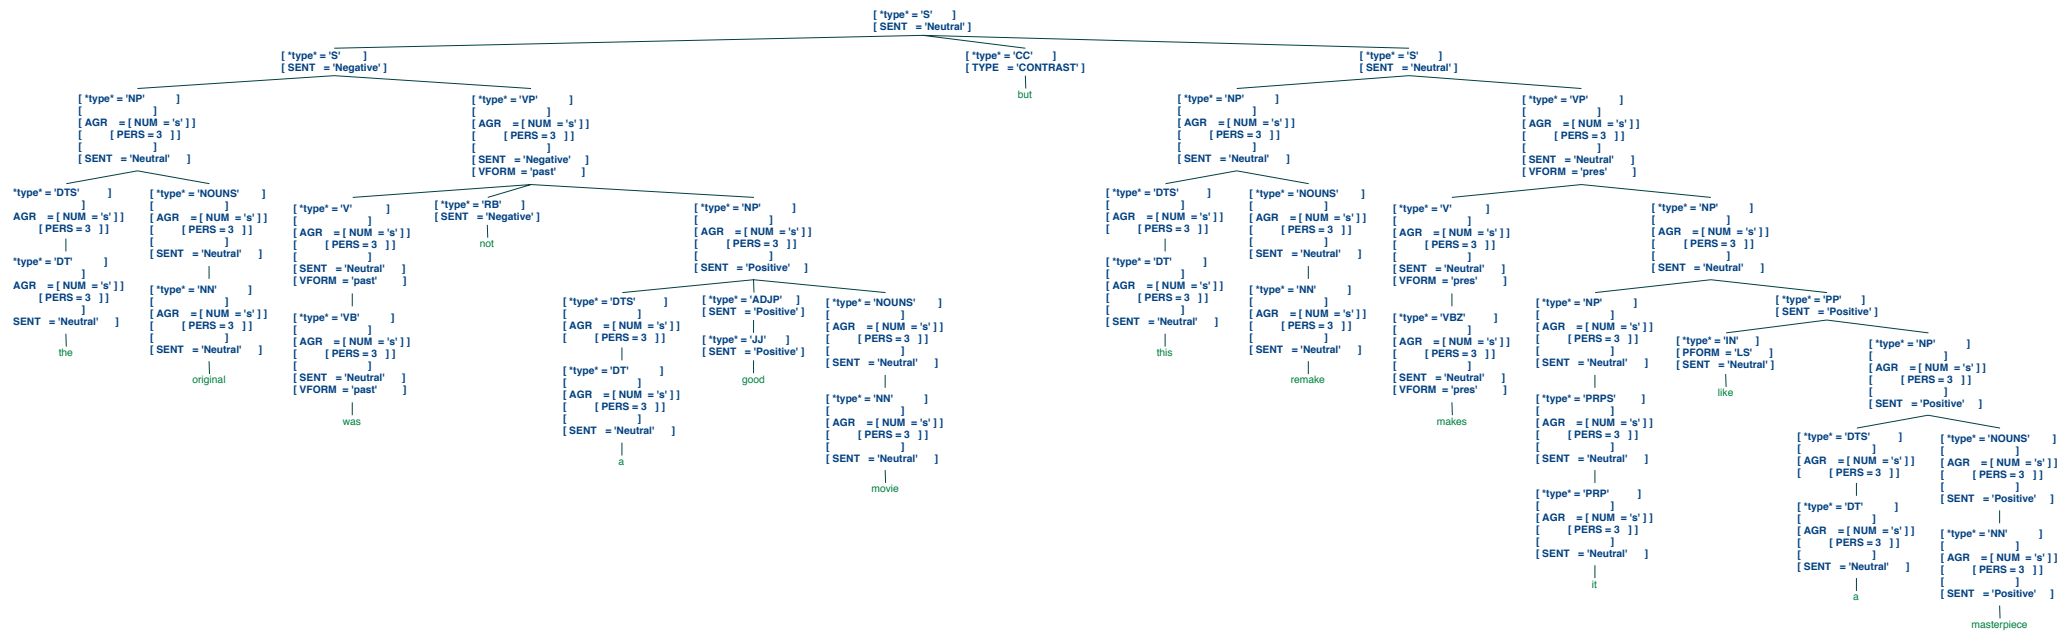 [ *type* = 'S' ]
[ SENT = 'Neutral' ]
[ *type* = 'S' ]
[ SENT = 'Negative' ]
[ *type* = 'CC' ]
[ TYPE = 'CONTRAST' ]
but
[ *type* = 'S' ]
[ SENT = 'Neutral' ]
[ *type* = 'NP' ]
[ ]
[ AGR = [ NUM = 's' ] ]
[ [ PERS = 3 ] ]
[ ]
[ SENT = 'Neutral' ]
*type* = 'DTS' ]
]
AGR = [ NUM = 's' ] ]
[ PERS = 3 ] ]
*type* = 'DT' ]
]
AGR = [ NUM = 's' ] ]
[ PERS = 3 ] ]
]
SENT = 'Neutral' ]
the
[ *type* = 'NOUNS' ]
[ ]
[ AGR = [ NUM = 's' ] ]
[ [ PERS = 3 ] ]
[ ]
[ SENT = 'Neutral' ]
[ *type* = 'NN' ]
[ ]
[ AGR = [ NUM = 's' ] ]
[ [ PERS = 3 ] ]
[ ]
[ SENT = 'Neutral' ]
original
[ *type* = 'VP' ]
[ ]
[ AGR = [ NUM = 's' ] ]
[ [ PERS = 3 ] ]
[ ]
[ SENT = 'Negative' ]
[ VFORM = 'past' ]
[ *type* = 'V' ]
[ ]
[ AGR = [ NUM = 's' ] ]
[ [ PERS = 3 ] ]
[ ]
[ SENT = 'Neutral' ]
[ VFORM = 'past' ]
[ *type* = 'VB' ]
[ ]
[ AGR = [ NUM = 's' ] ]
[ [ PERS = 3 ] ]
[ ]
[ SENT = 'Neutral' ]
[ VFORM = 'past' ]
was
[ *type* = 'RB' ]
[ SENT = 'Negative' ]
not
[ *type* = 'NP' ]
[ ]
[ AGR = [ NUM = 's' ] ]
[ [ PERS = 3 ] ]
[ ]
[ SENT = 'Positive' ]
[ *type* = 'DTS' ]
[ ]
[ AGR = [ NUM = 's' ] ]
[ [ PERS = 3 ] ]
[ *type* = 'DT' ]
[ ]
[ AGR = [ NUM = 's' ] ]
[ [ PERS = 3 ] ]
[ ]
[ SENT = 'Neutral' ]
a
[ *type* = 'ADJP' ]
[ SENT = 'Positive' ]
[ *type* = 'JJ' ]
[ SENT = 'Positive' ]
good
[ *type* = 'NOUNS' ]
[ ]
[ AGR = [ NUM = 's' ] ]
[ [ PERS = 3 ] ]
[ ]
[ SENT = 'Neutral' ]
[ *type* = 'NN' ]
[ ]
[ AGR = [ NUM = 's' ] ]
[ [ PERS = 3 ] ]
[ ]
[ SENT = 'Neutral' ]
movie
[ *type* = 'NP' ]
[ ]
[ AGR = [ NUM = 's' ] ]
[ [ PERS = 3 ] ]
[ ]
[ SENT = 'Neutral' ]
[ *type* = 'DTS' ]
[ ]
[ AGR = [ NUM = 's' ] ]
[ [ PERS = 3 ] ]
[ *type* = 'DT' ]
[ ]
[ AGR = [ NUM = 's' ] ]
[ [ PERS = 3 ] ]
[ ]
[ SENT = 'Neutral' ]
this
[ *type* = 'NOUNS' ]
[ ]
[ AGR = [ NUM = 's' ] ]
[ [ PERS = 3 ] ]
[ ]
[ SENT = 'Neutral' ]
[ *type* = 'NN' ]
[ ]
[ AGR = [ NUM = 's' ] ]
[ [ PERS = 3 ] ]
[ ]
[ SENT = 'Neutral' ]
remake
[ *type* = 'VP' ]
[ ]
[ AGR = [ NUM = 's' ] ]
[ [ PERS = 3 ] ]
[ ]
[ SENT = 'Neutral' ]
[ VFORM = 'pres' ]
[ *type* = 'V' ]
[ ]
[ AGR = [ NUM = 's' ] ]
[ [ PERS = 3 ] ]
[ ]
[ SENT = 'Neutral' ]
[ VFORM = 'pres' ]
[ *type* = 'VBZ' ]
[ ]
[ AGR = [ NUM = 's' ] ]
[ [ PERS = 3 ] ]
[ ]
[ SENT = 'Neutral' ]
[ VFORM = 'pres' ]
makes
[ *type* = 'NP' ]
[ ]
[ AGR = [ NUM = 's' ] ]
[ [ PERS = 3 ] ]
[ ]
[ SENT = 'Neutral' ]
[ *type* = 'NP' ]
[ ]
[ AGR = [ NUM = 's' ] ]
[ [ PERS = 3 ] ]
[ ]
[ SENT = 'Neutral' ]
[ *type* = 'PRPS' ]
[ ]
[ AGR = [ NUM = 's' ] ]
[ [ PERS = 3 ] ]
[ ]
[ SENT = 'Neutral' ]
[ *type* = 'PRP' ]
[ ]
[ AGR = [ NUM = 's' ] ]
[ [ PERS = 3 ] ]
[ ]
[ SENT = 'Neutral' ]
it
[ *type* = 'PP' ]
[ SENT = 'Positive' ]
[ *type* = 'IN' ]
[ PFORM = 'LS' ]
[ SENT = 'Neutral' ]
like
[ *type* = 'NP' ]
[ ]
[ AGR = [ NUM = 's' ] ]
[ [ PERS = 3 ] ]
[ ]
[ SENT = 'Positive' ]
[ *type* = 'DTS' ]
[ ]
[ AGR = [ NUM = 's' ] ]
[ [ PERS = 3 ] ]
[ *type* = 'DT' ]
[ ]
[ AGR = [ NUM = 's' ] ]
[ [ PERS = 3 ] ]
[ ]
[ SENT = 'Neutral' ]
a
[ *type* = 'NOUNS' ]
[ ]
[ AGR = [ NUM = 's' ] ]
[ [ PERS = 3 ] ]
[ ]
[ SENT = 'Positive' ]
[ *type* = 'NN' ]
[ ]
[ AGR = [ NUM = 's' ] ]
[ [ PERS = 3 ] ]
[ ]
[ SENT = 'Positive' ]
masterpiece